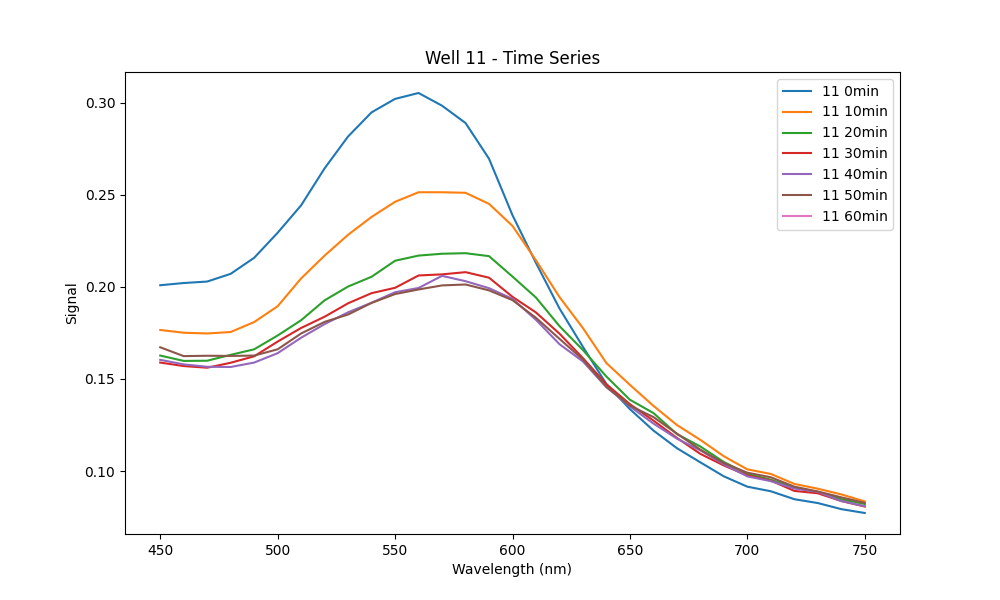 Well 11 - Time Series
11 0min
11 10min
11 20min
11 30min
11 40min
11 50min
11 60min
0.30
0.25
0.20
0.15
0.10
Signal
450 500 550 600 650 700 750
Wavelength (nm)